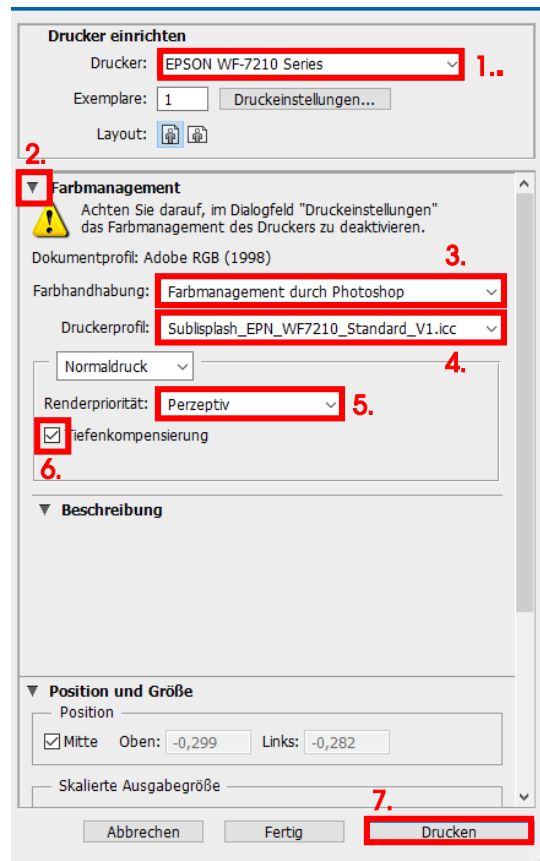 Drucker einrichten
Drucker: EPSON WF-7210 Series
1..
Exemplare: 1 Druckeinstellungen...
Layout:
2.
Farbmanagement
Achten Sie darauf, im Dialogfeld "Druckeinstellungen"
das Farbmanagement des Druckers zu deaktivieren.
Dokumentprofil: Adobe RGB (1998)
3.
Farbhandhabung: Farbmanagement durch Photoshop
Druckerprofil: Sublisplash_EPN_WF7210_Standard_V1.icc
4.
Normaldruck
Renderpriorität: Perzeptiv
5.
Tiefenkompensierung
6.
Beschreibung
Position und Größe
Position
Mitte Oben: -0,299 Links: -0,282
Skalierte Ausgabegröße
7.
Abbrechen Fertig Drucken